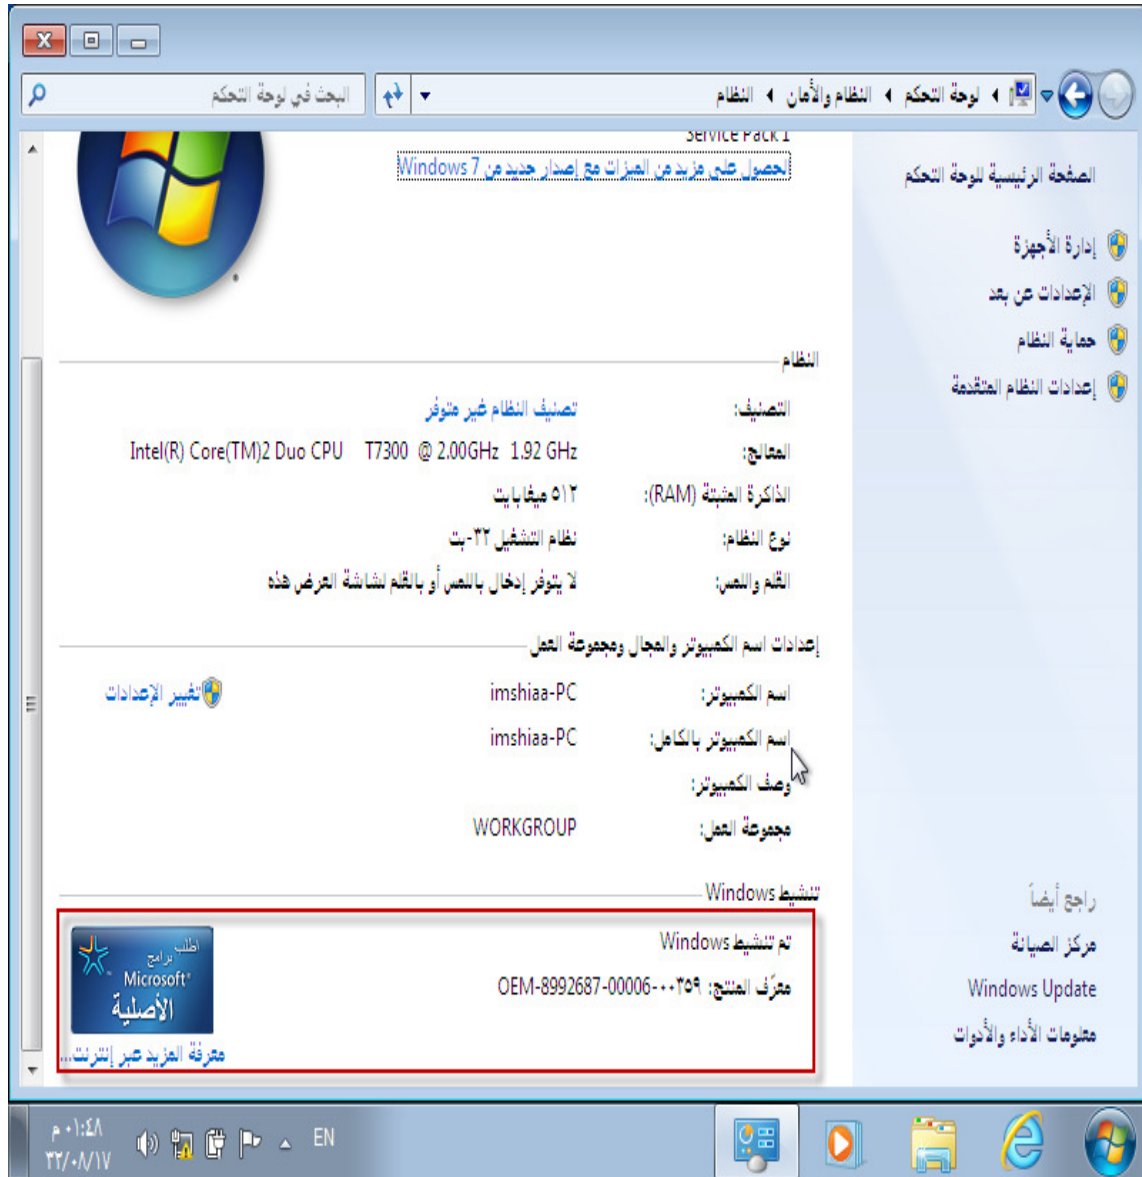 لوحة التحكم
النظام والأمان
النظام
البحث في لوحة التحكم
الصفحة الرئيسية للوحة التحكم
إدارة الأجهزة
الإعدادات عن بعد
حماية النظام
إعدادات النظام المتقدمة
راجع أيضاً
مركز الصيانة
Windows Update
معلومات الأداء والأدوات
Service Pack 1
الحصول على مزيد من الميزات مع إصدار جديد من Windows 7
النظام
التصنيف: تصنيف النظام غير متوفر
المعالج: Intel(R) Core(TM)2 Duo CPU T7300 @ 2.00GHz 1.92 GHz
الذاكرة المثبتة (RAM): ٥١٢ ميغابايت
نوع النظام: نظام التشغيل ٣٢-بت
القلم واللمس: لا يتوفر إدخال باللمس أو بالقلم لشاشة العرض هذه
إعدادات اسم الكمبيوتر والمجال ومجموعة العمل
اسم الكمبيوتر: imshiaa-PC تغيير الإعدادات
اسم الكمبيوتر بالكامل: imshiaa-PC
وصف الكمبيوتر:
مجموعة العمل: WORKGROUP
تنشيط Windows
تم تنشيط Windows
معرّف المنتج: ٠٠٣٥٩-OEM-8992687-00006
اطلب برامج
Microsoft
الأصلية
معرفة المزيد عبر إنترنت...
EN
٠١:٤٨ م
٣٢/٠٨/١٧